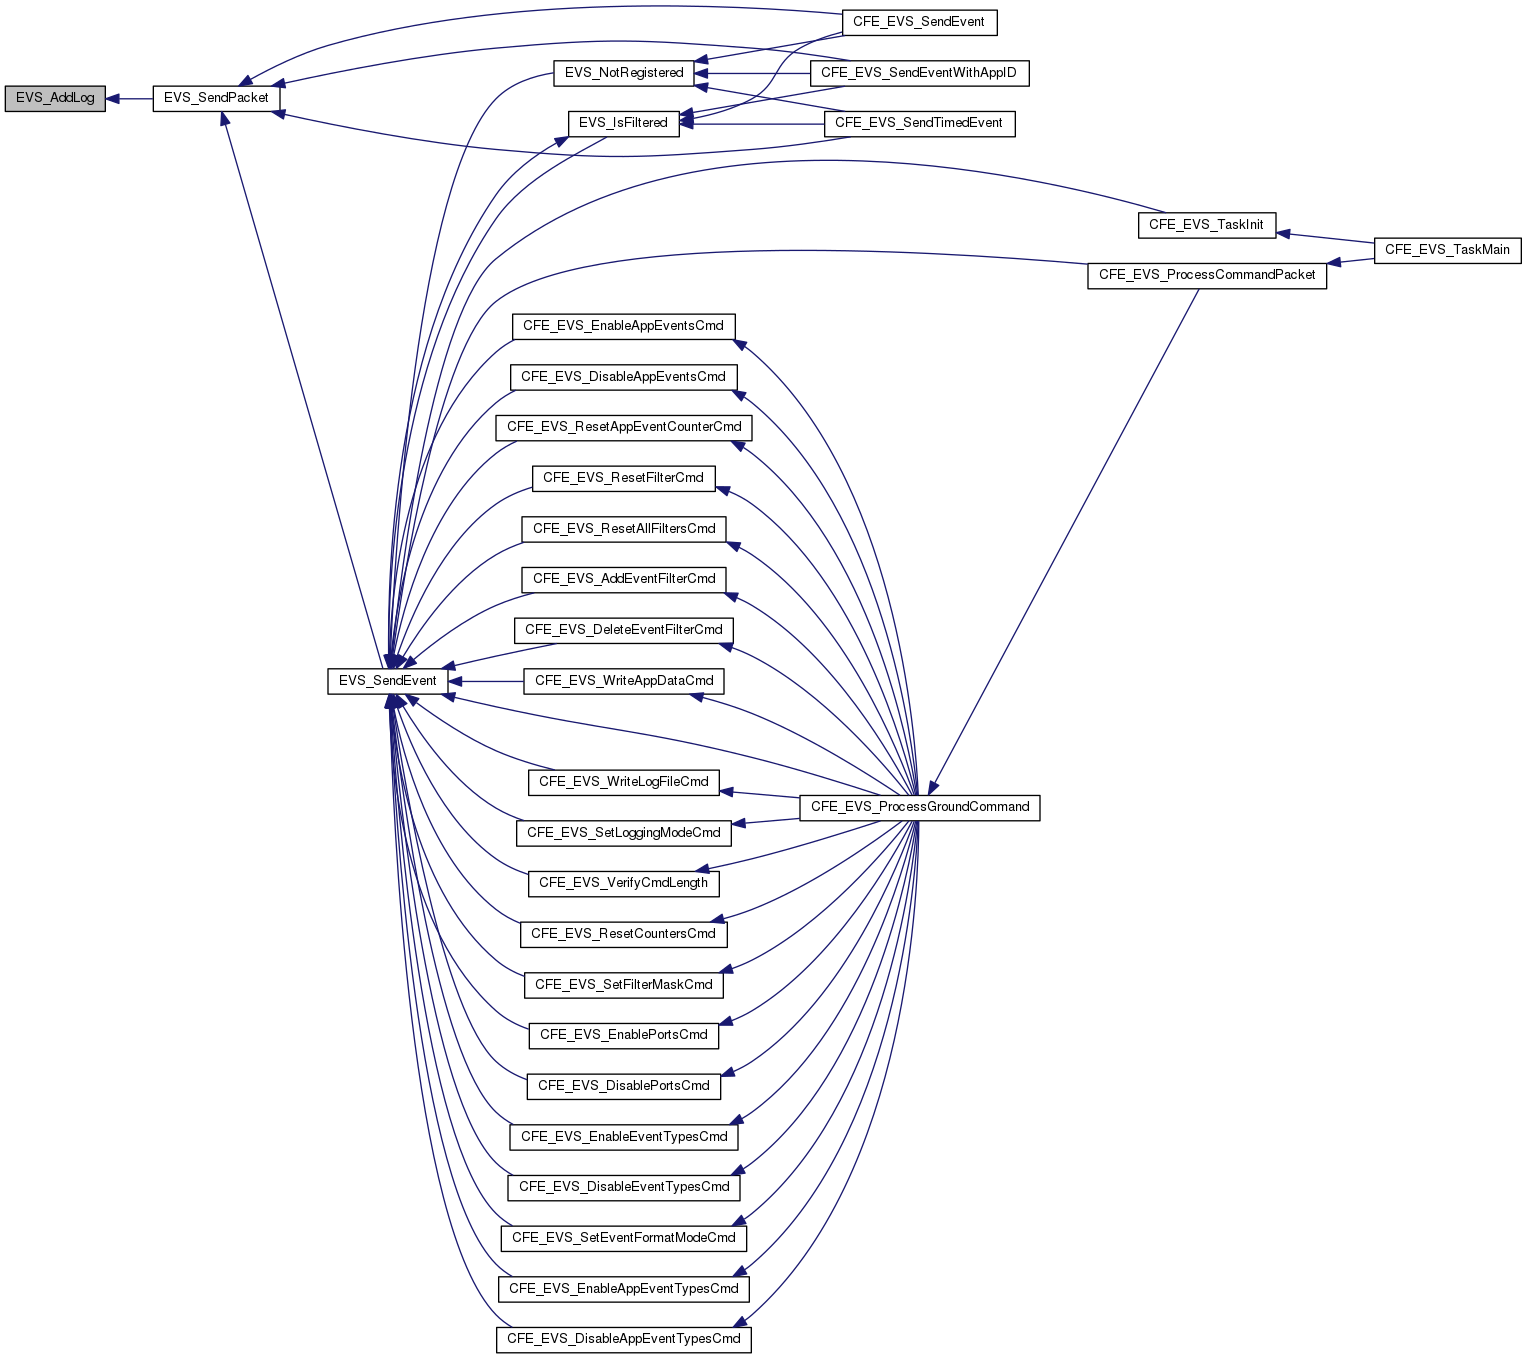 CFE_EVS_SendEvent
EVS_NotRegistered
CFE_EVS_SendEventWithAppID
EVS_AddLog
EVS_SendPacket
EVS_IsFiltered
CFE_EVS_SendTimedEvent
CFE_EVS_TaskInit
CFE_EVS_TaskMain
CFE_EVS_ProcessCommandPacket
CFE_EVS_EnableAppEventsCmd
CFE_EVS_DisableAppEventsCmd
CFE_EVS_ResetAppEventCounterCmd
CFE_EVS_ResetFilterCmd
CFE_EVS_ResetAllFiltersCmd
CFE_EVS_AddEventFilterCmd
CFE_EVS_DeleteEventFilterCmd
EVS_SendEvent
CFE_EVS_WriteAppDataCmd
CFE_EVS_WriteLogFileCmd
CFE_EVS_ProcessGroundCommand
CFE_EVS_SetLoggingModeCmd
CFE_EVS_VerifyCmdLength
CFE_EVS_ResetCountersCmd
CFE_EVS_SetFilterMaskCmd
CFE_EVS_EnablePortsCmd
CFE_EVS_DisablePortsCmd
CFE_EVS_EnableEventTypesCmd
CFE_EVS_DisableEventTypesCmd
CFE_EVS_SetEventFormatModeCmd
CFE_EVS_EnableAppEventTypesCmd
CFE_EVS_DisableAppEventTypesCmd